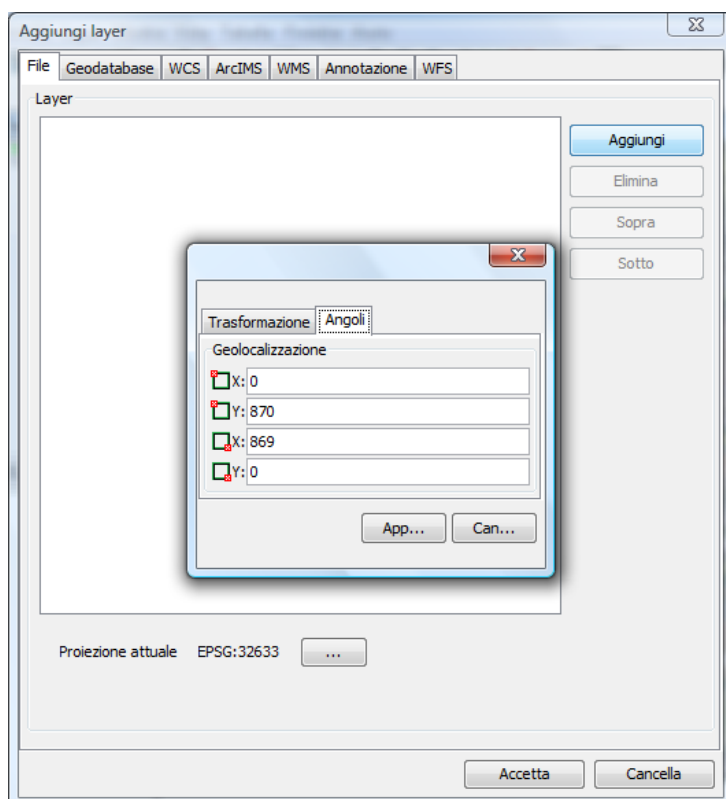 Aggiungi layer
File Geodatabase WCS ArcIMS WMS Annotazione WFS
Layer
Aggiungi
Elimina
Sopra
Sotto
Trasformazione Angoli
Geolocalizzazione
X: 0
Y: 870
X: 869
Y: 0
App... Can...
Proiezione attuale EPSG:32633 ...
Accetta Cancella